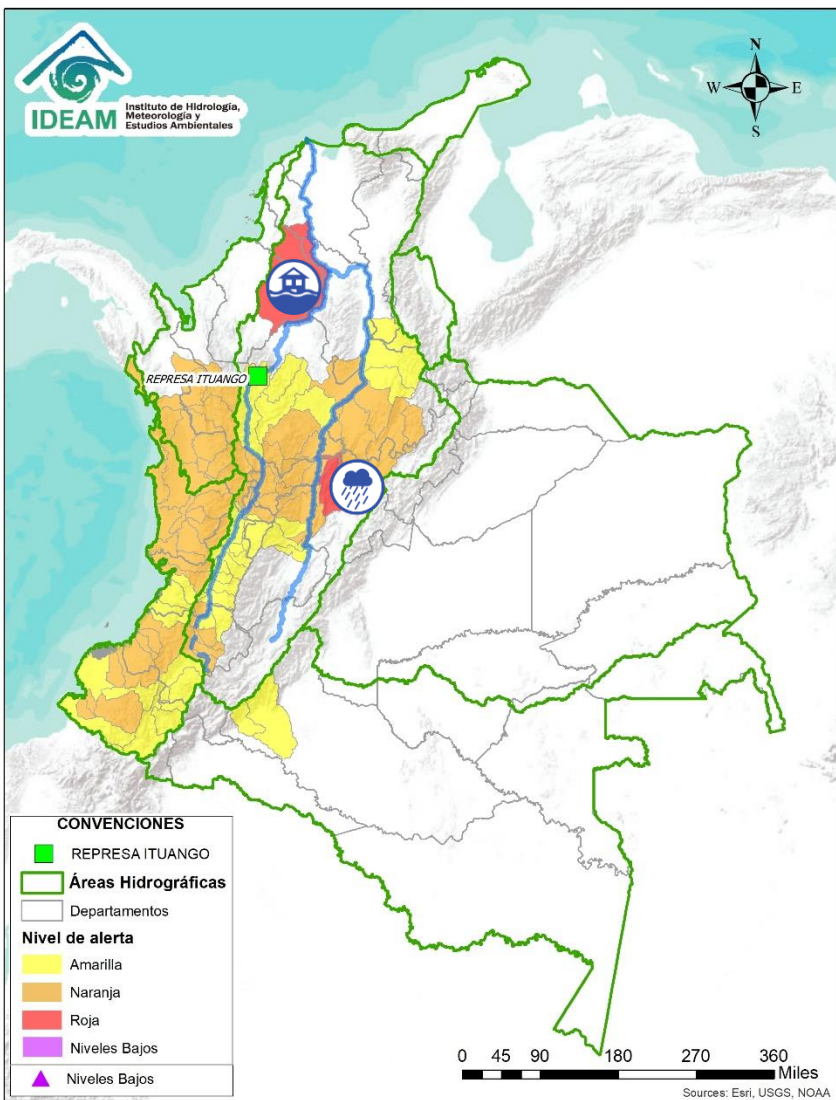 IDEAM
Instituto de Hidrología,
Meteorología y
Estudios Ambientales
N
W
E
S
REPRESA ITUANGO
CONVENCIONES
REPRESA ITUANGO
Áreas Hidrográficas
Departamentos
Nivel de alerta
Amarilla
Naranja
Roja
Niveles Bajos
Niveles Bajos
0 45 90 180 270 360
Miles
Sources: Esri, USGS, NOAA